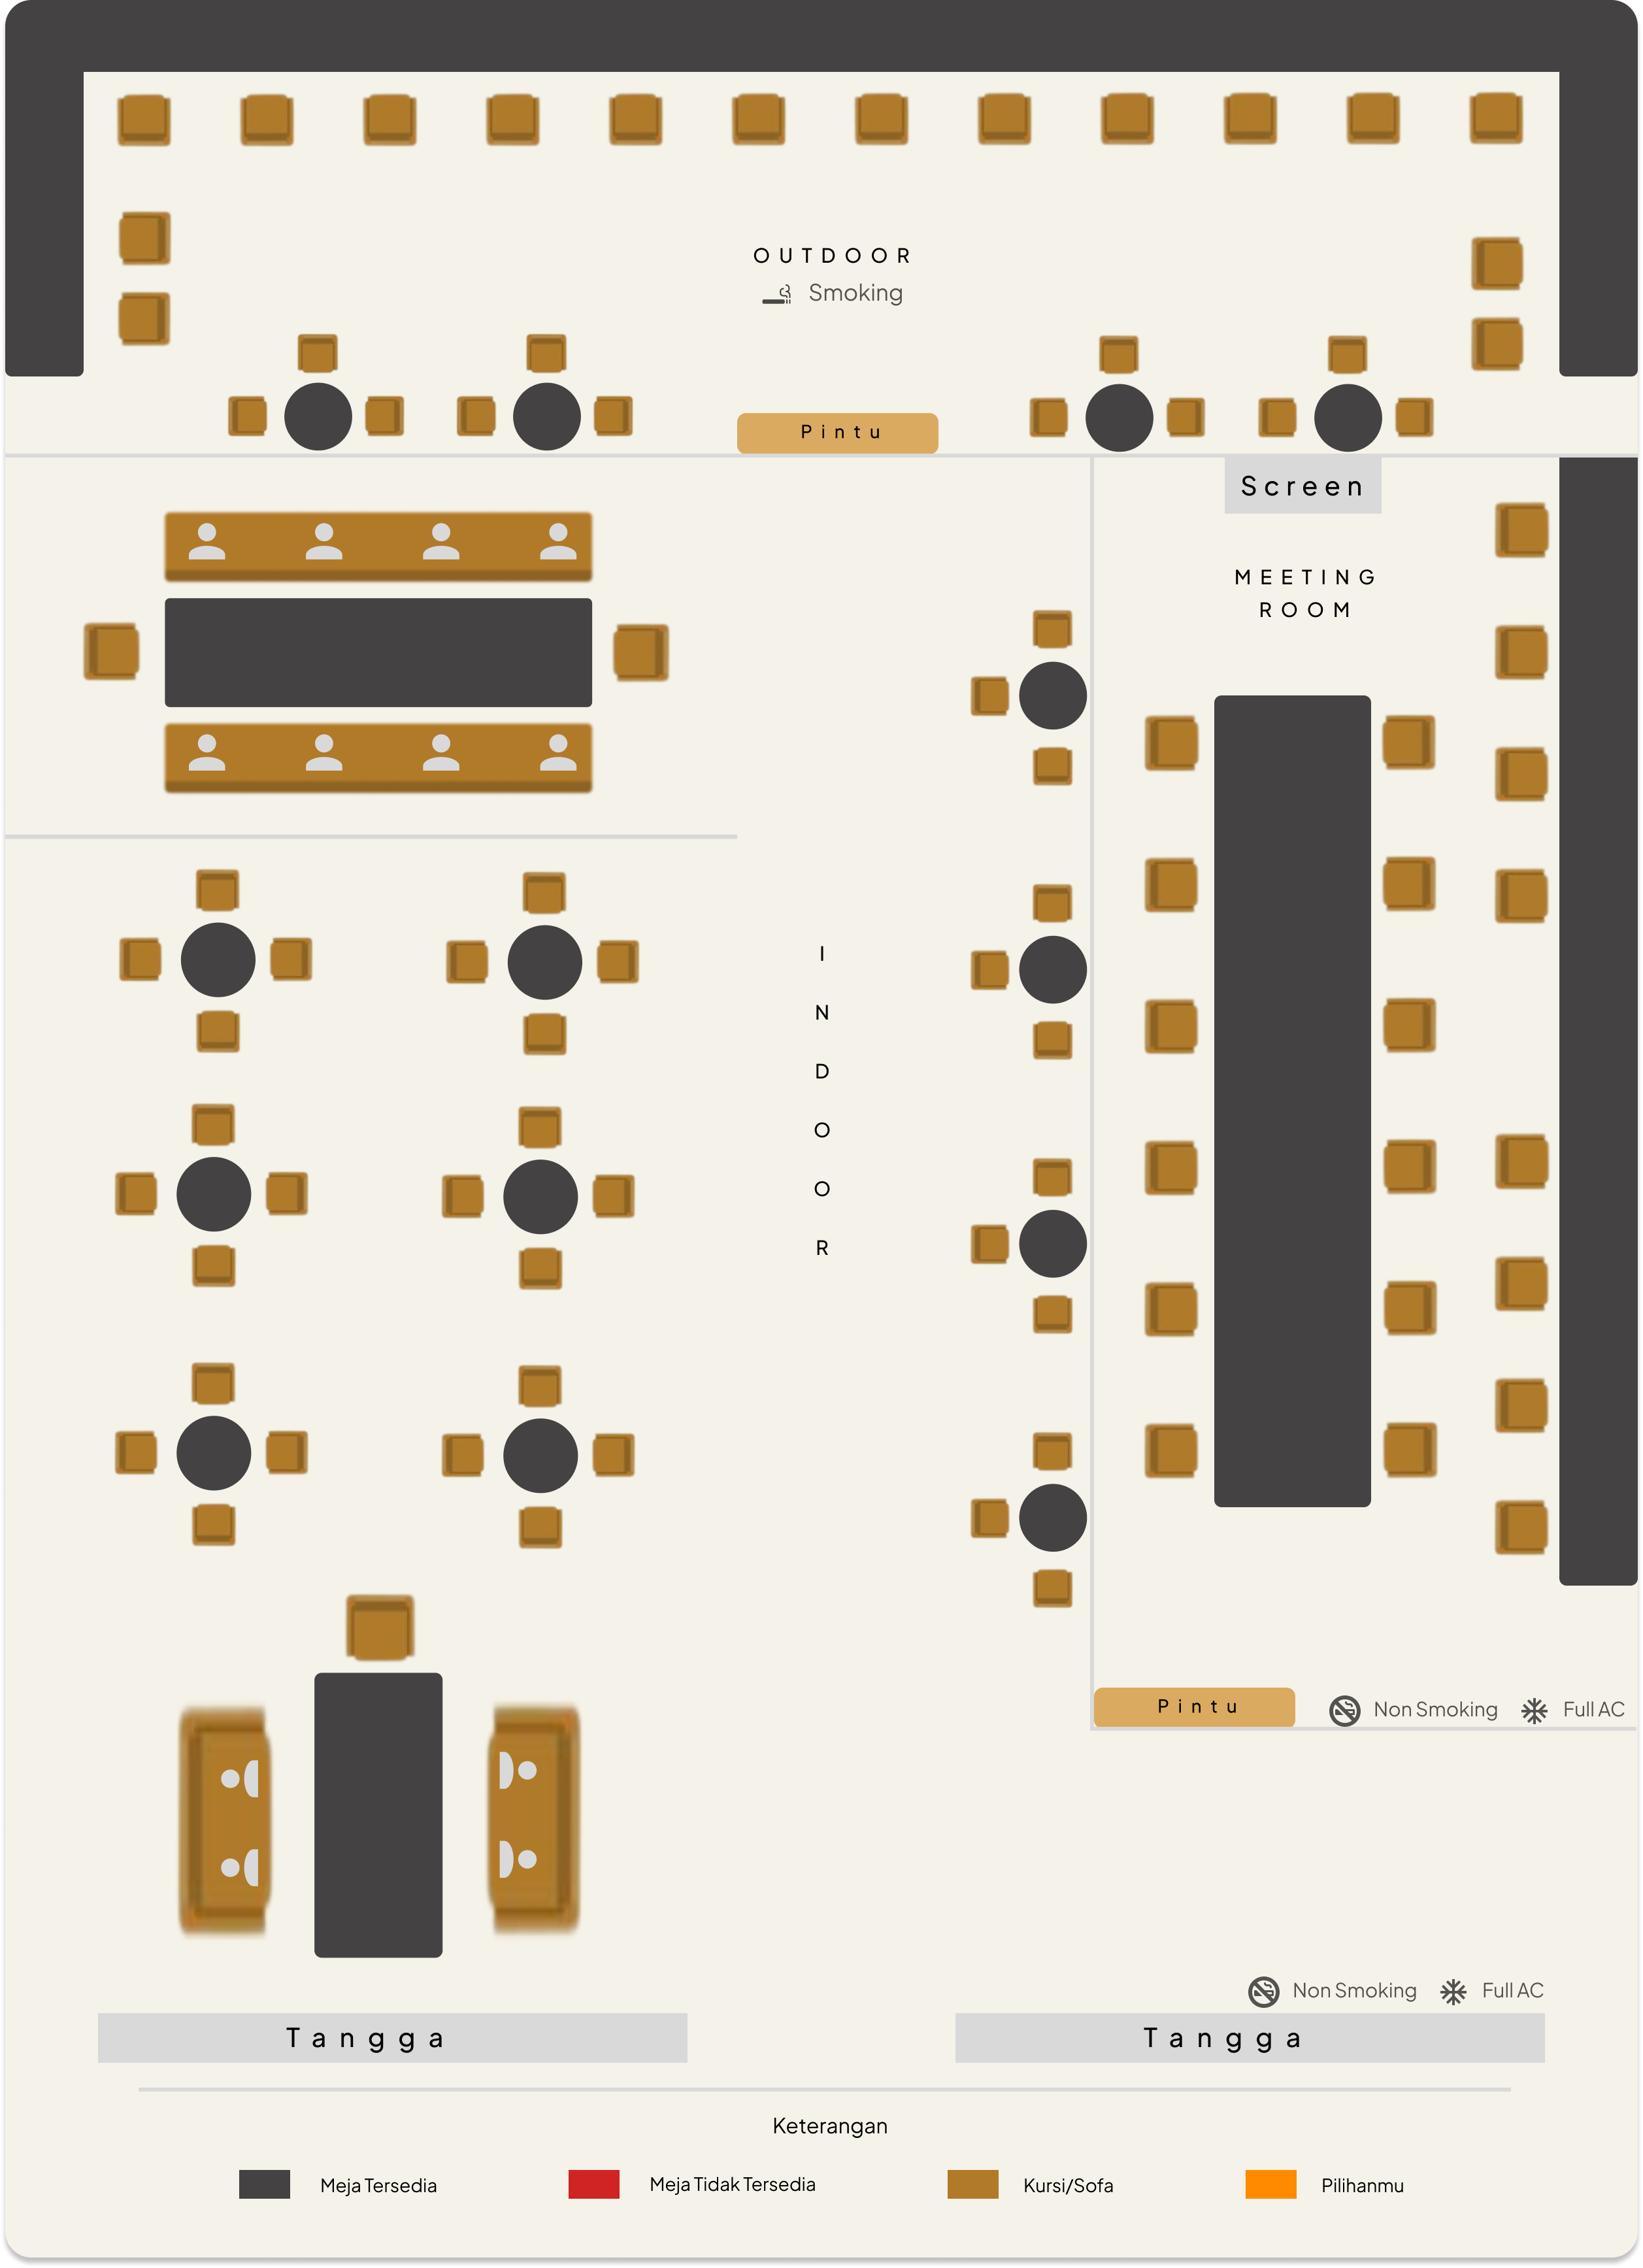 OUTDOOR
Smoking
Pintu
Screen
MEETING
ROOM
I
N
D
O
O
R
Pintu
Non Smoking
Full AC
Non Smoking
Full AC
Tangga
Tangga
Keterangan
Meja Tersedia
Meja Tidak Tersedia
Kursi/Sofa
Pilihanmu